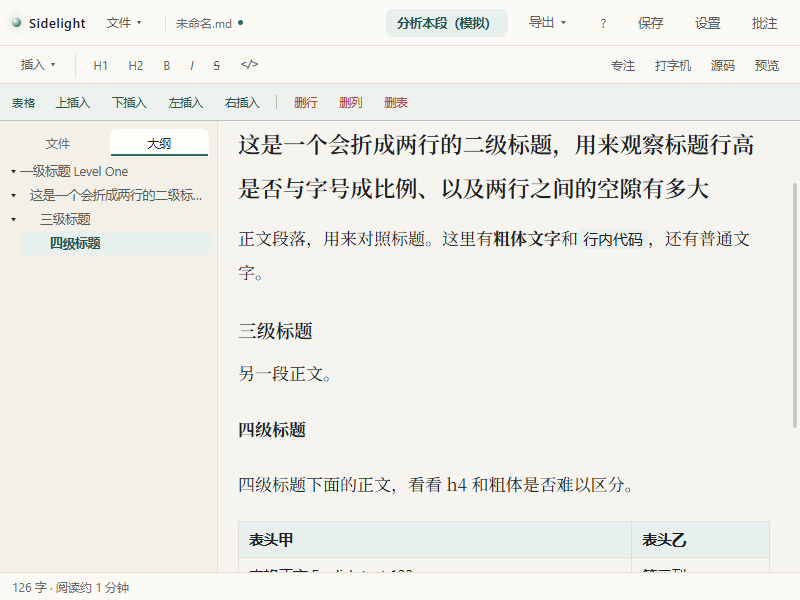 Sidelight
文件
未命名.md
分析本段（模拟）
导出
?
保存
设置
批注
插入
H1
H2
B
I
S
</>
专注
打字机
源码
预览
表格
上插入
下插入
左插入
右插入
删行
删列
删表
文件
大纲
一级标题 Level One
这是一个会折成两行的二级标...
三级标题
四级标题
这是一个会折成两行的二级标题，用来观察标题行高
是否与字号成比例、以及两行之间的空隙有多大
正文段落，用来对照标题。这里有粗体文字和 行内代码 ，还有普通文
字。
三级标题
另一段正文。
四级标题
四级标题下面的正文，看看 h4 和粗体是否难以区分。
表头甲
表头乙
126 字 · 阅读约 1 分钟